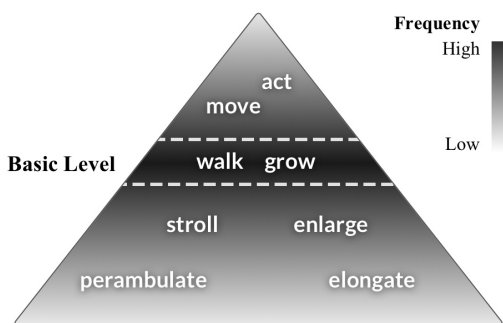 Frequency
High
act
move
Low
Basic Level
walk grow
stroll enlarge
perambulate elongate